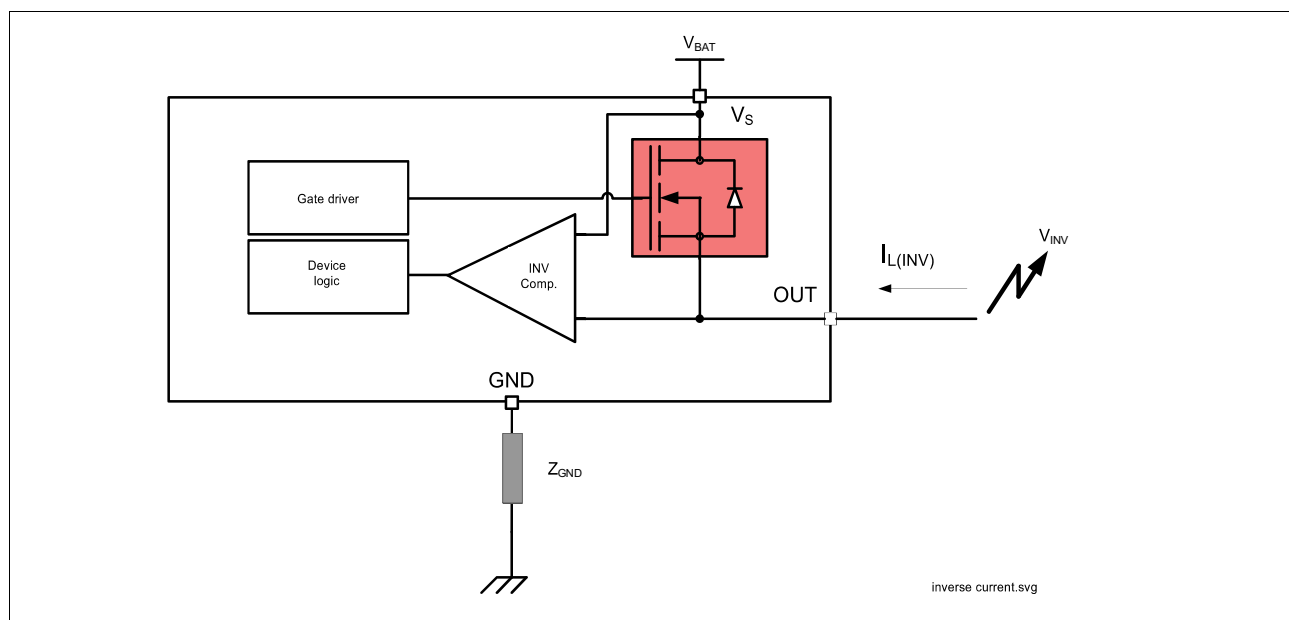 VBAT
VS
Gate driver
Device
logic
INV
Comp.
OUT
IL(INV)
VINV
GND
ZGND
inverse current.svg